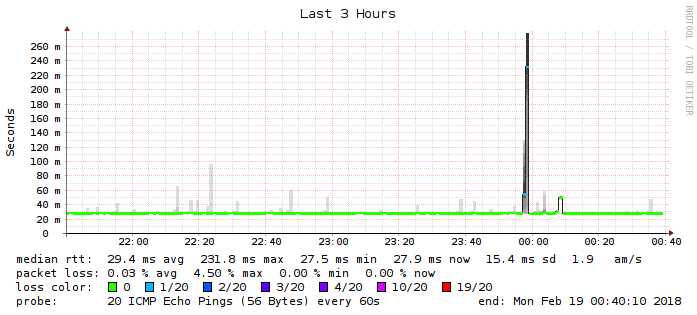 Last 3 Hours
RRDTOOL / TOBI OETIKER
Seconds
260 m
240 m
220 m
200 m
180 m
160 m
140 m
120 m
100 m
80 m
60 m
40 m
20 m
0
22:00 22:20 22:40 23:00 23:20 23:40 00:00 00:20 00:40
median rtt: 29.4 ms avg 231.8 ms max 27.5 ms min 27.9 ms now 15.4 ms sd 1.9 am/s
packet loss: 0.03 % avg 4.50 % max 0.00 % min 0.00 % now
loss color: 0 1/20 2/20 3/20 4/20 10/20 19/20
probe: 20 ICMP Echo Pings (56 Bytes) every 60s end: Mon Feb 19 00:40:10 2018